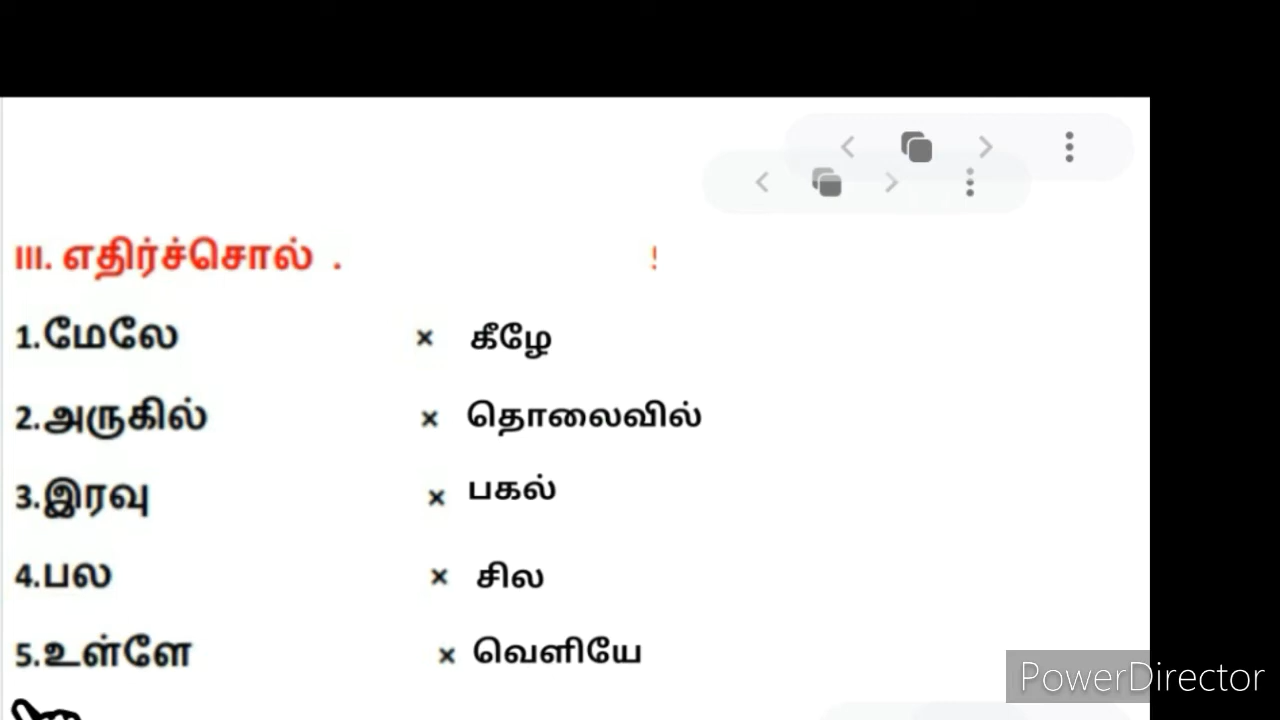 III. எதிர்ச்சொல் . !
1.மேலே × கீழே
2.அருகில் × தொலைவில்
3.இரவு × பகல்
4.பல × சில
5.உள்ளே × வெளியே
PowerDirector